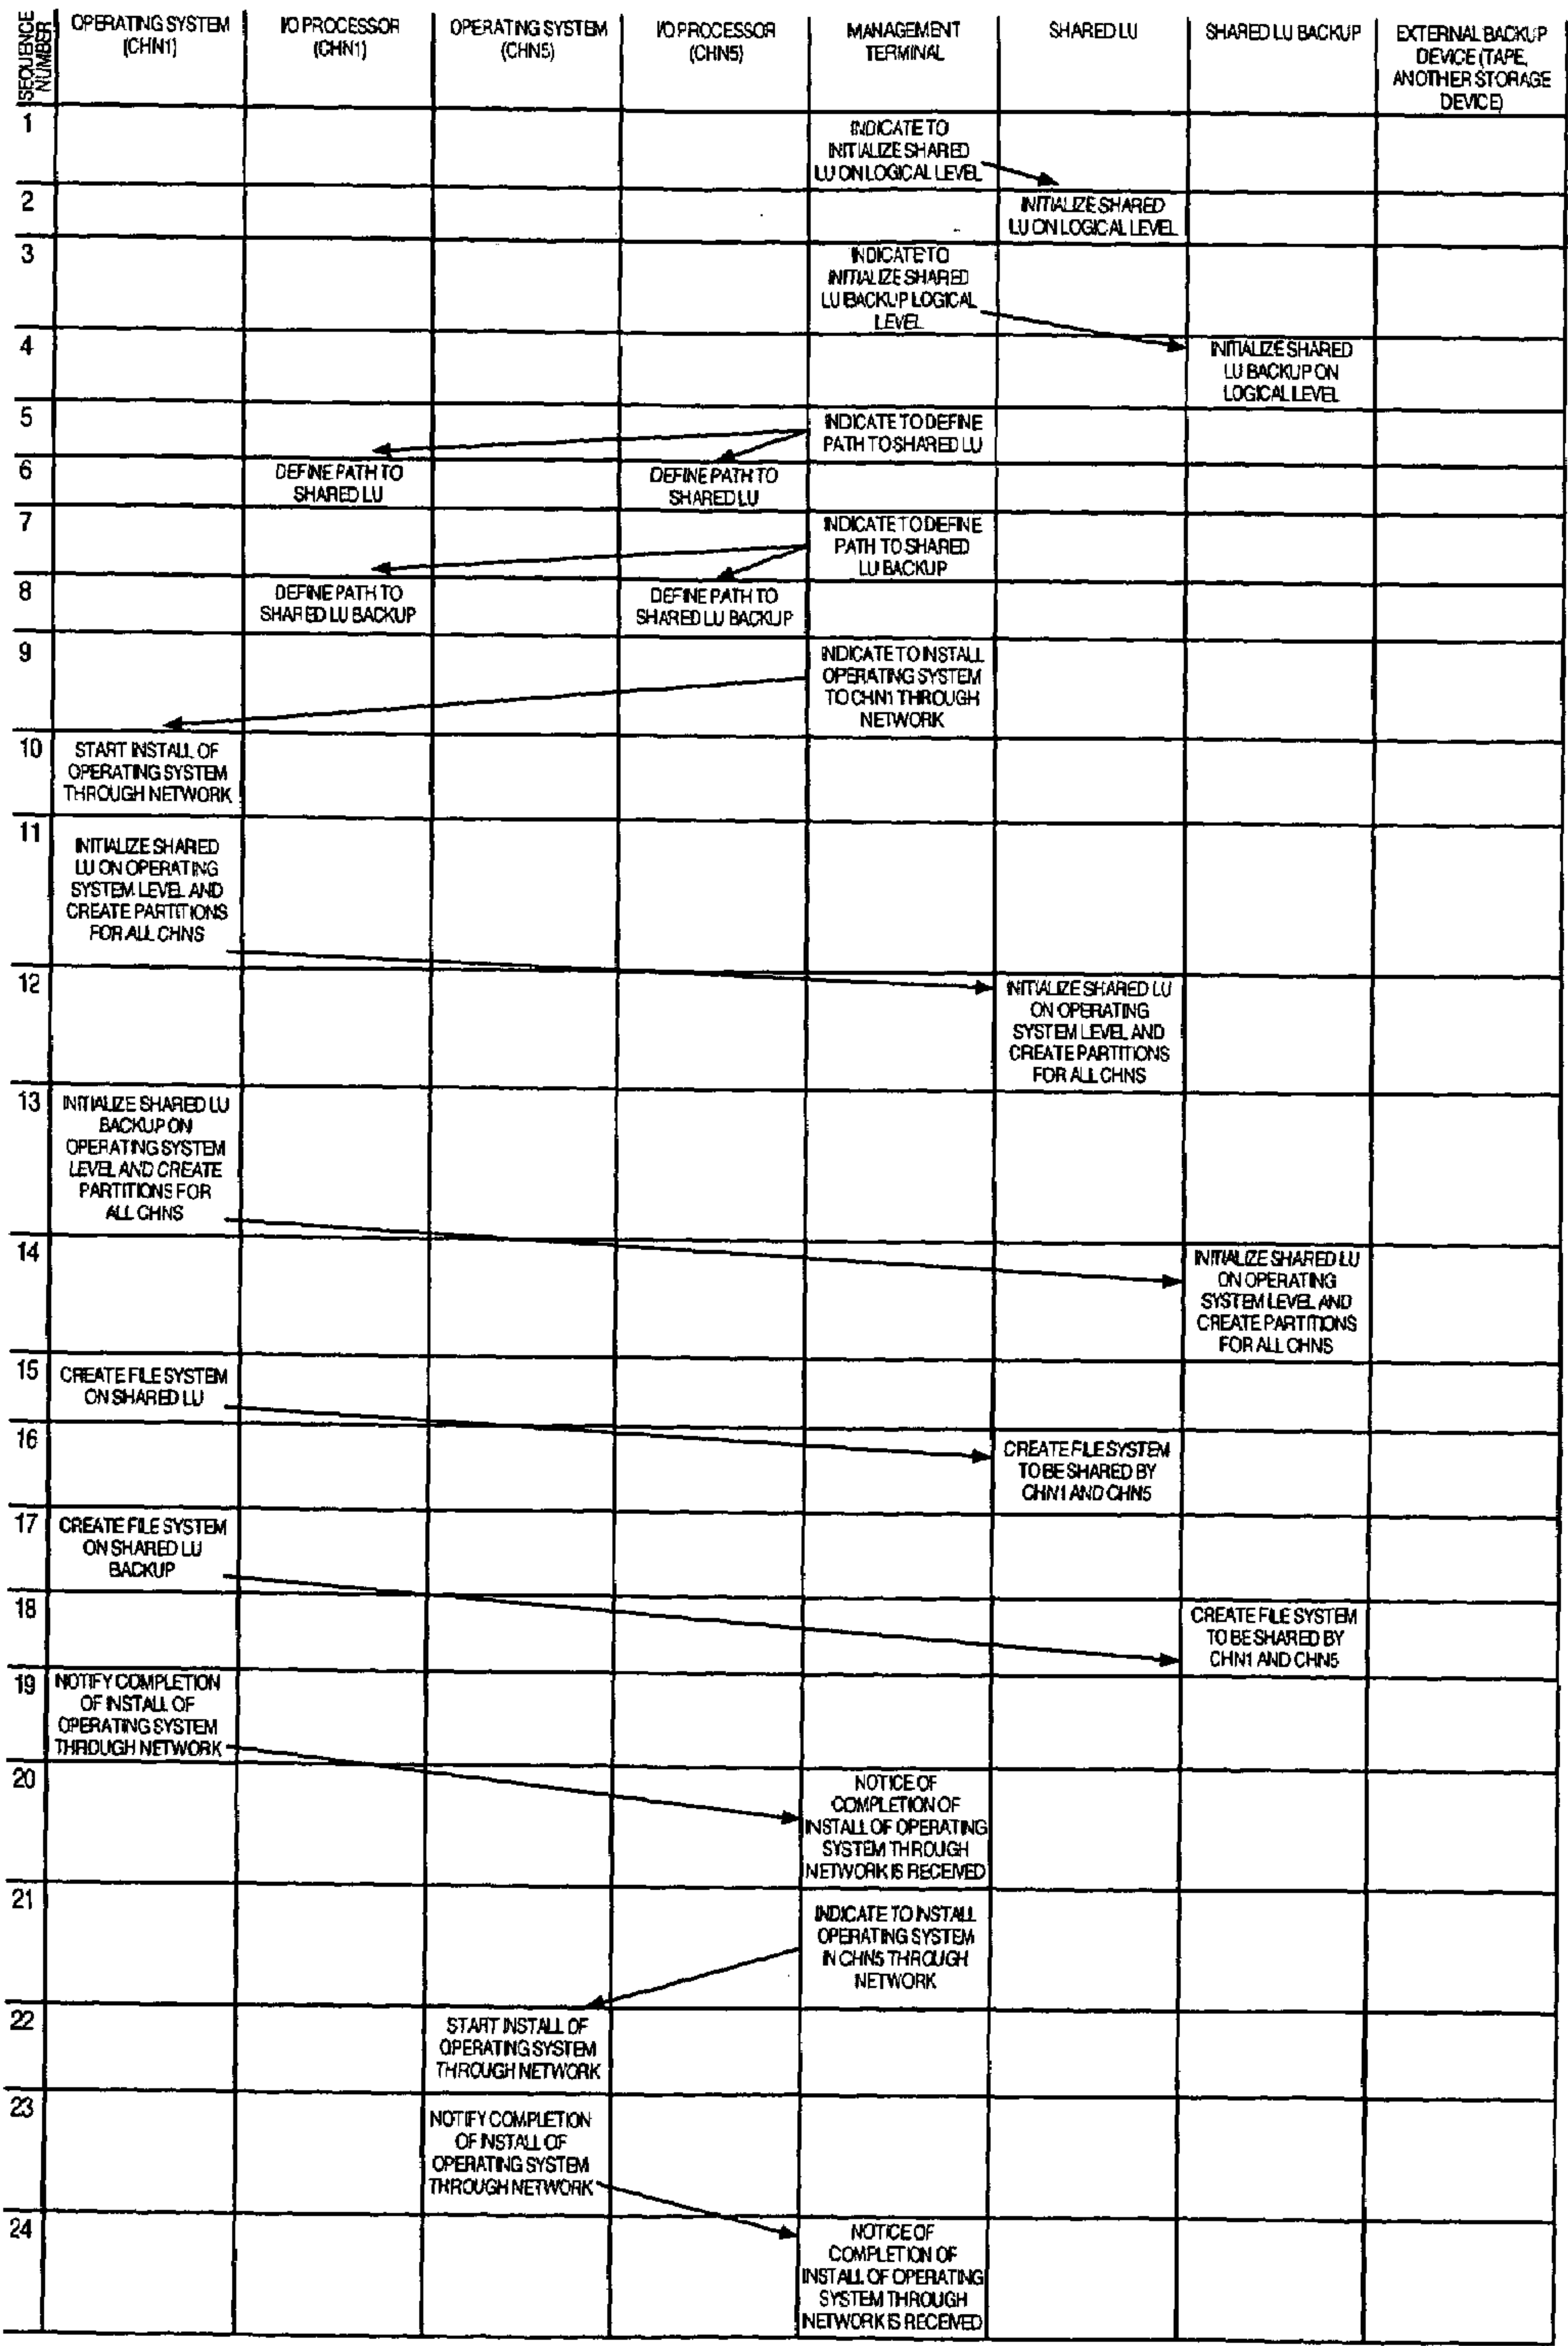 SEQUENCE
NUMBER
OPERATING SYSTEM
(CHN1)
I/O PROCESSOR
(CHN1)
OPERATING SYSTEM
(CHN5)
I/O PROCESSOR
(CHN5)
MANAGEMENT
TERMINAL
SHARED LU
SHARED LU BACKUP
EXTERNAL BACKUP
DEVICE (TAPE,
ANOTHER STORAGE
DEVICE)
1
INDICATE TO
INITIALIZE SHARED
LU ON LOGICAL LEVEL
2
INITIALIZE SHARED
LU ON LOGICAL LEVEL
3
INDICATE TO
INITIALIZE SHARED
LU BACKUP LOGICAL
LEVEL
4
INITIALIZE SHARED
LU BACKUP ON
LOGICAL LEVEL
5
INDICATE TO DEFINE
PATH TO SHARED LU
6
DEFINE PATH TO
SHARED LU
DEFINE PATH TO
SHARED LU
7
INDICATE TO DEFINE
PATH TO SHARED
LU BACKUP
8
DEFINE PATH TO
SHARED LU BACKUP
DEFINE PATH TO
SHARED LU BACKUP
9
INDICATE TO INSTALL
OPERATING SYSTEM
TO CHN1 THROUGH
NETWORK
10
START INSTALL OF
OPERATING SYSTEM
THROUGH NETWORK
11
INITIALIZE SHARED
LU ON OPERATING
SYSTEM LEVEL AND
CREATE PARTITIONS
FOR ALL CHNS
12
INITIALIZE SHARED LU
ON OPERATING
SYSTEM LEVEL AND
CREATE PARTITIONS
FOR ALL CHNS
13
INITIALIZE SHARED LU
BACKUP ON
OPERATING SYSTEM
LEVEL AND CREATE
PARTITIONS FOR
ALL CHNS
14
INITIALIZE SHARED LU
ON OPERATING
SYSTEM LEVEL AND
CREATE PARTITIONS
FOR ALL CHNS
15
CREATE FILE SYSTEM
ON SHARED LU
16
CREATE FILE SYSTEM
TO BE SHARED BY
CHN1 AND CHN5
17
CREATE FILE SYSTEM
ON SHARED LU
BACKUP
18
CREATE FILE SYSTEM
TO BE SHARED BY
CHN1 AND CHN5
19
NOTIFY COMPLETION
OF INSTALL OF
OPERATING SYSTEM
THROUGH NETWORK
20
NOTICE OF
COMPLETION OF
INSTALL OF OPERATING
SYSTEM THROUGH
NETWORK IS RECEIVED
21
INDICATE TO INSTALL
OPERATING SYSTEM
IN CHN5 THROUGH
NETWORK
22
START INSTALL OF
OPERATING SYSTEM
THROUGH NETWORK
23
NOTIFY COMPLETION
OF INSTALL OF
OPERATING SYSTEM
THROUGH NETWORK
24
NOTICE OF
COMPLETION OF
INSTALL OF OPERATING
SYSTEM THROUGH
NETWORK IS RECEIVED